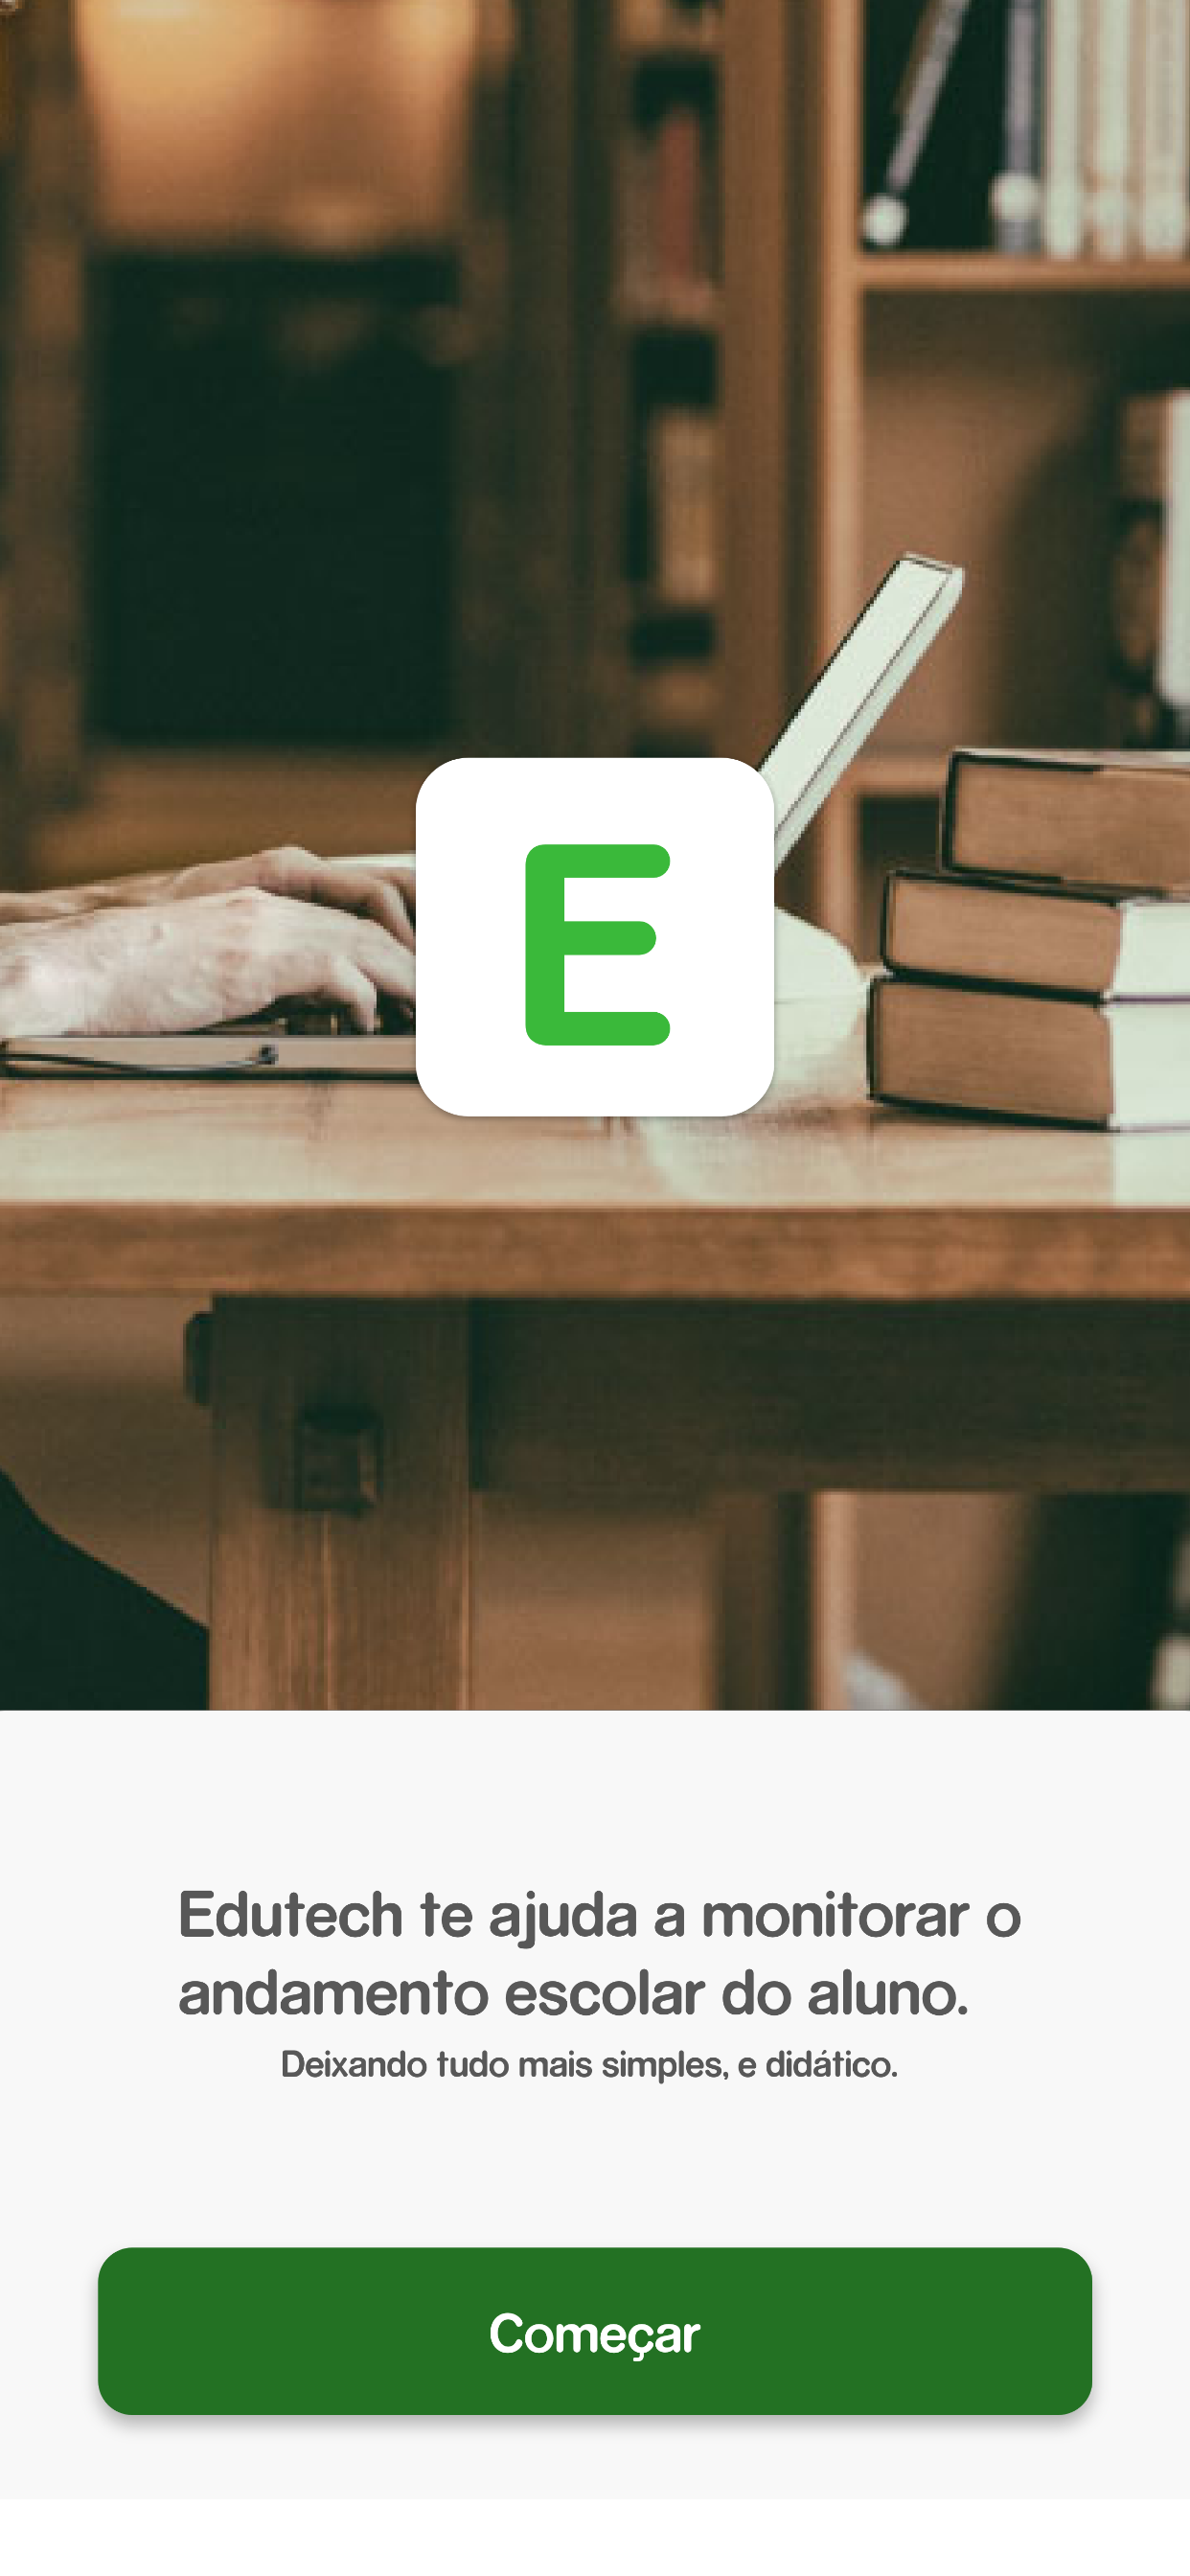 E
Edutech te ajuda a monitorar o
andamento escolar do aluno.
Deixando tudo mais simples, e didático.
Começar